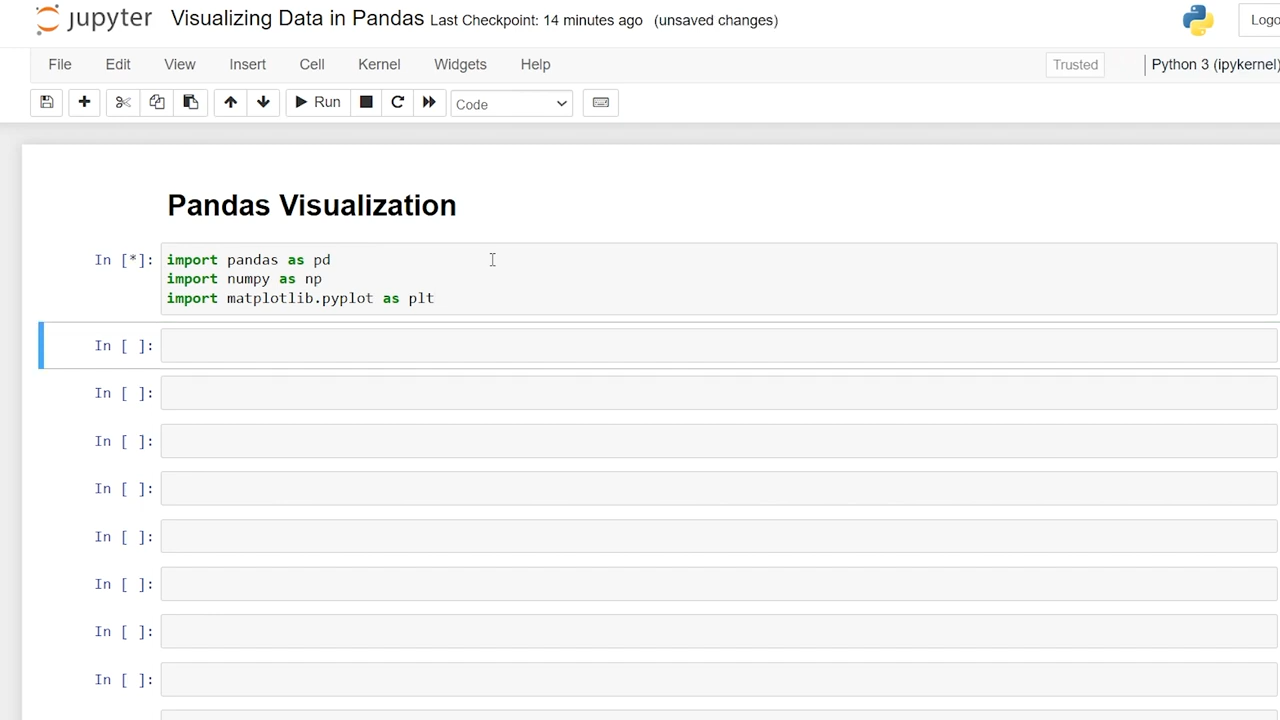 jupyter Visualizing Data in Pandas Last Checkpoint: 14 minutes ago (unsaved changes)
Logo
File Edit View Insert Cell Kernel Widgets Help Trusted Python 3 (ipykernel)
Run Code
Pandas Visualization
In [*]: import pandas as pd
import numpy as np
import matplotlib.pyplot as plt
In [ ]:
In [ ]:
In [ ]:
In [ ]:
In [ ]:
In [ ]:
In [ ]:
In [ ]: